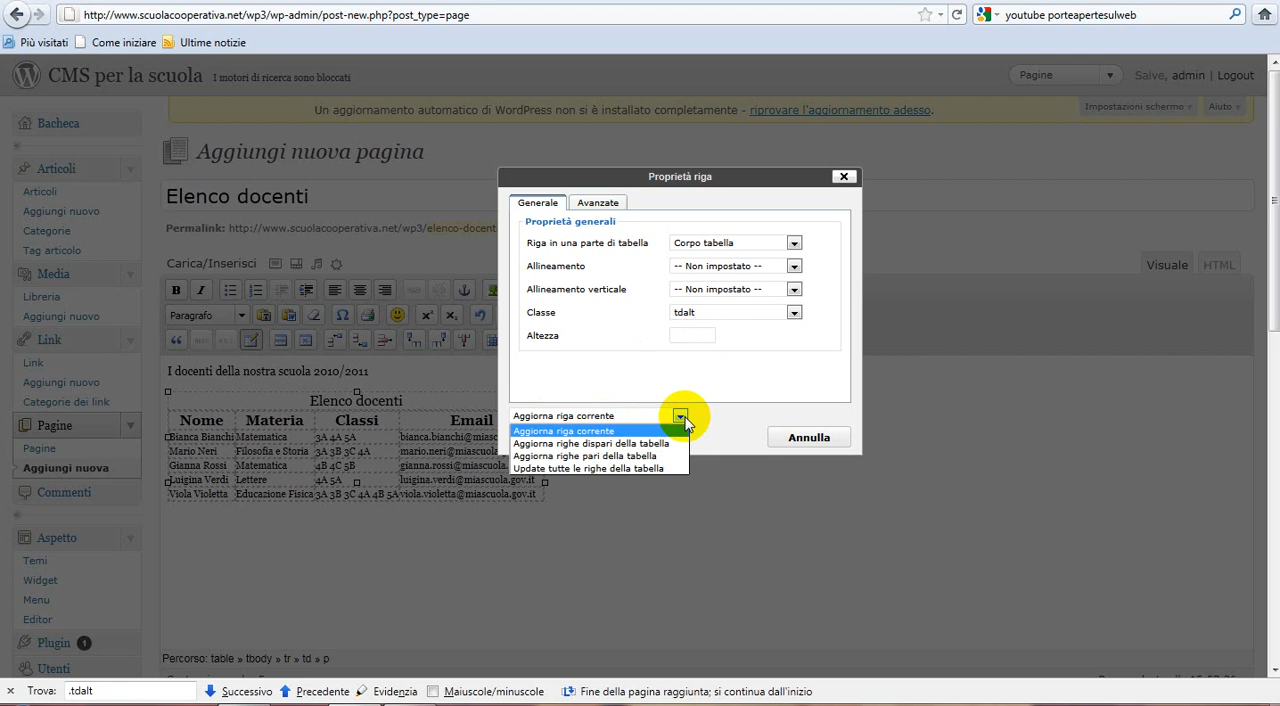 http://www.scuolacooperativa.net/wp3/wp-admin/post-new.php?post_type=page
youtube porteapertesulweb
Più visitati Come iniziare Ultime notizie
CMS per la scuola I motori di ricerca sono bloccati
Pagine
Salve, admin | Logout
Un aggiornamento automatico di WordPress non si è installato completamente - riprovare l'aggiornamento adesso.
Impostazioni schermo
Aiuto
Bacheca
Articoli
Articoli
Aggiungi nuovo
Categorie
Tag articolo
Media
Libreria
Aggiungi nuovo
Link
Link
Aggiungi nuovo
Categorie dei link
Pagine
Pagine
Aggiungi nuova
Commenti
Aspetto
Temi
Widget
Menu
Editor
Plugin 1
Utenti
Aggiungi nuova pagina
Elenco docenti
Permalink: http://www.scuolacooperativa.net/wp3/elenco-docent
Carica/Inserisci
Visuale HTML
Paragrafo
I docenti della nostra scuola 2010/2011
Elenco docenti
Nome Materia Classi Email
Bianca Bianchi Matematica 3A 4A 5A bianca.bianchi@miasc
Mario Neri Filosofia e Storia 3A 4A 5A mario.neri@miascuola
Gianna Rossi Matematica 4B 4C 5B gianna.rossi@miascuol
Luigina Verdi Lettere 4A 5A luigina.verdi@miascuola.gov.it
Viola Violetta Educazione Fisica 3A 3B 3C 4A 4B 5A viola.violetta@miascuola.gov.it
Percorso: table » tbody » tr » td » p
Proprietà riga
Generale Avanzate
Proprietà generali
Riga in una parte di tabella Corpo tabella
Allineamento -- Non impostato --
Allineamento verticale -- Non impostato --
Classe tdalt
Altezza
Aggiorna riga corrente
Aggiorna riga corrente
Aggiorna righe dispari della tabella
Aggiorna righe pari della tabella
Update tutte le righe della tabella
Annulla
Trova: .tdalt Successivo Precedente Evidenzia Maiuscole/minuscole Fine della pagina raggiunta; si continua dall'inizio